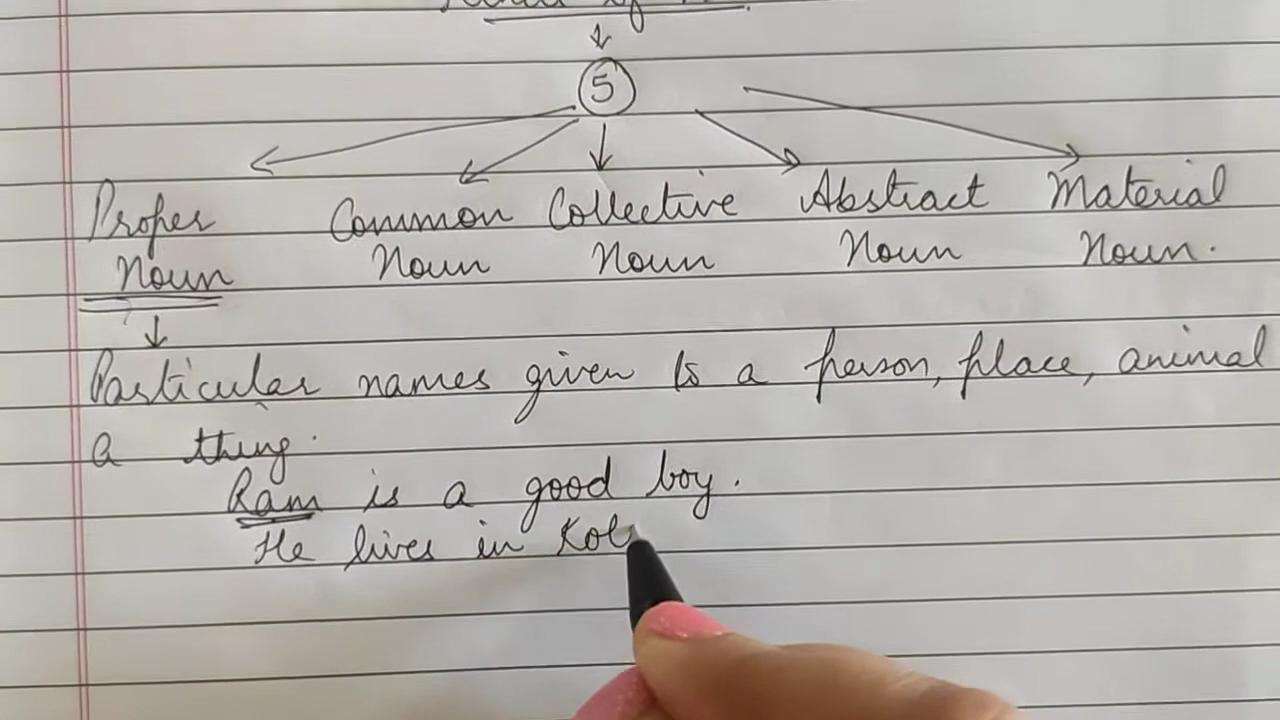 of
5
Proper Common Collective Abstract Material
Noun Noun Noun Noun Noun.
Particular names given to a person, place, animal
a thing.
Ram is a good boy.
He lives in Kol